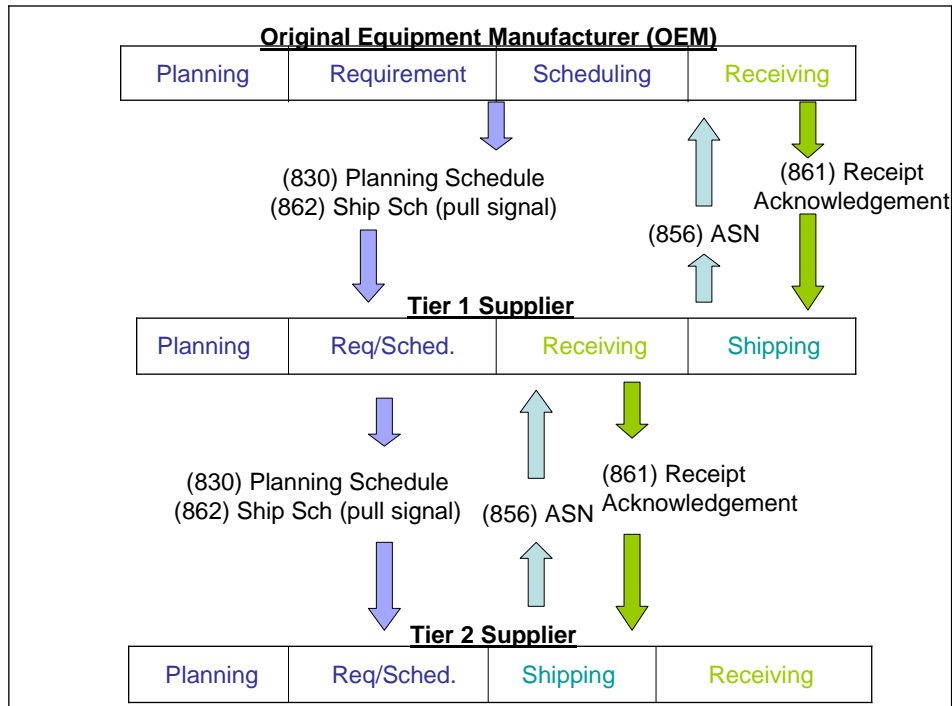 Original Equipment Manufacturer (OEM)
Planning Requirement Scheduling Receiving
(830) Planning Schedule
(862) Ship Sch (pull signal)
(856) ASN
(861) Receipt
Acknowledgement
Tier 1 Supplier
Planning Req/Sched. Receiving Shipping
(830) Planning Schedule
(862) Ship Sch (pull signal)
(856) ASN
(861) Receipt
Acknowledgement
Tier 2 Supplier
Planning Req/Sched. Shipping Receiving